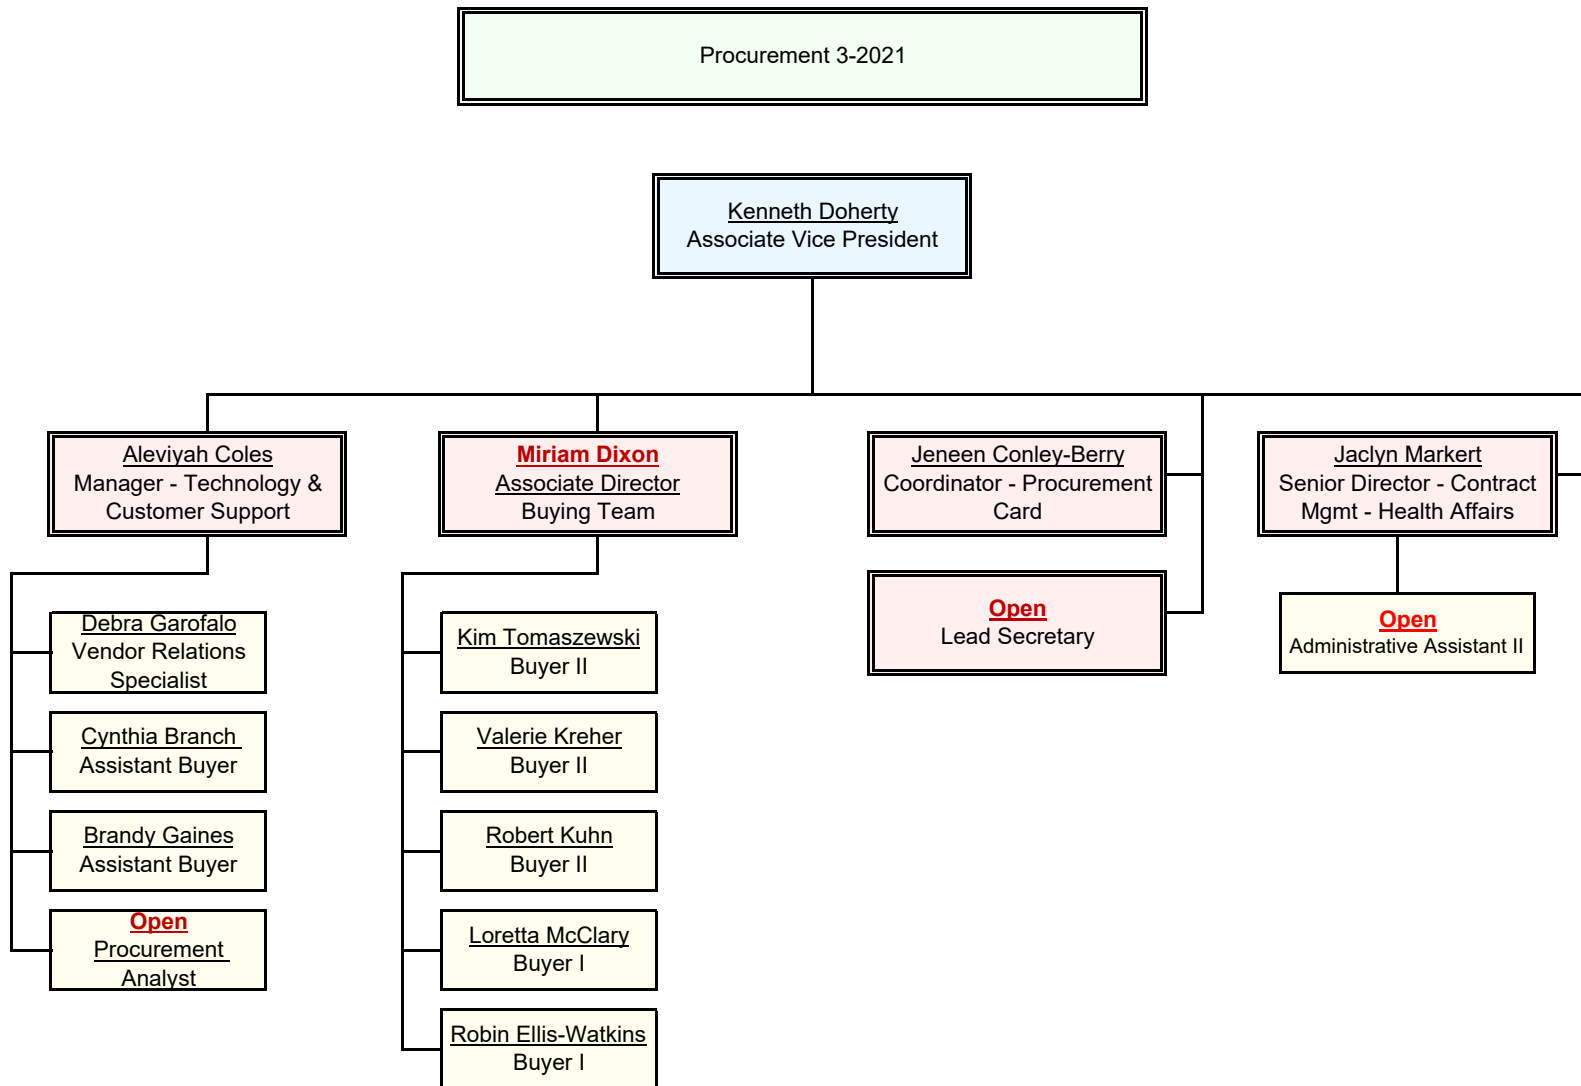 Procurement 3-2021
Kenneth Doherty
Associate Vice President
Aleviyah Coles
Manager - Technology &
Customer Support
Miriam Dixon
Associate Director
Buying Team
Jeneen Conley-Berry
Coordinator - Procurement
Card
Jaclyn Markert
Senior Director - Contract
Mgmt - Health Affairs
Open
Lead Secretary
Open
Administrative Assistant II
Debra Garofalo
Vendor Relations
Specialist
Cynthia Branch
Assistant Buyer
Brandy Gaines
Assistant Buyer
Open
Procurement
Analyst
Kim Tomaszewski
Buyer II
Valerie Kreher
Buyer II
Robert Kuhn
Buyer II
Loretta McClary
Buyer I
Robin Ellis-Watkins
Buyer I